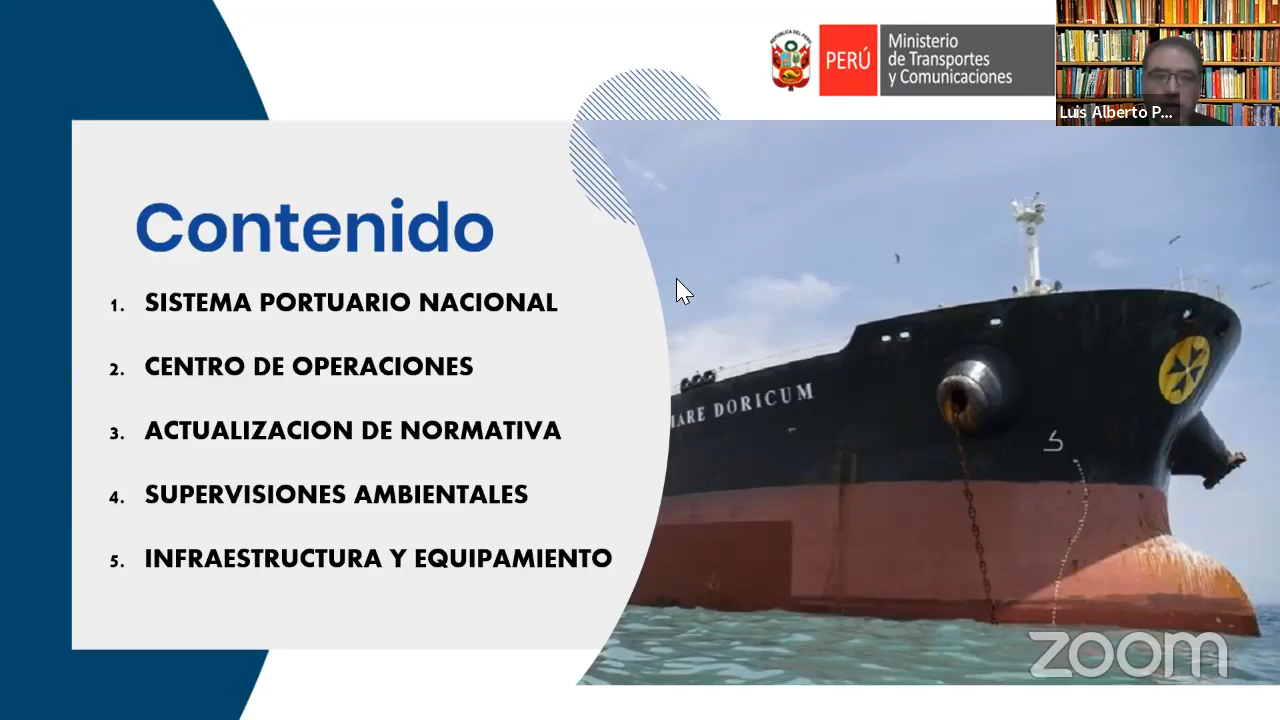 PERÚ
Ministerio
de Transportes
y Comunicaciones
Luis Alberto P...
Contenido
1. SISTEMA PORTUARIO NACIONAL
2. CENTRO DE OPERACIONES
3. ACTUALIZACION DE NORMATIVA
4. SUPERVISIONES AMBIENTALES
5. INFRAESTRUCTURA Y EQUIPAMIENTO
DORICUM
zoom